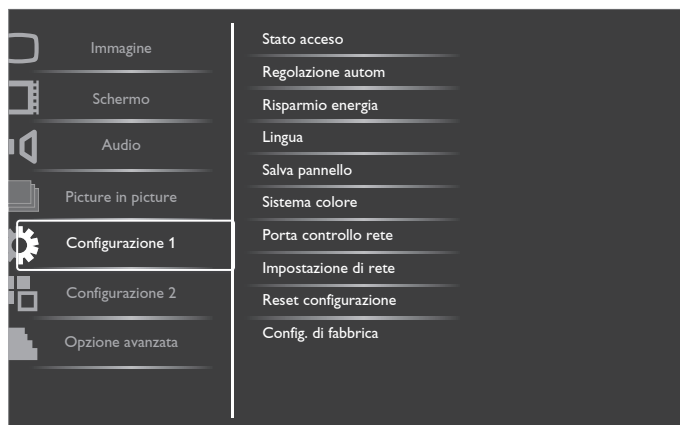 Immagine
Schermo
Audio
Picture in picture
Configurazione 1
Configurazione 2
Opzione avanzata
Stato acceso
Regolazione autom
Risparmio energia
Lingua
Salva pannello
Sistema colore
Porta controllo rete
Impostazione di rete
Reset configurazione
Config. di fabbrica